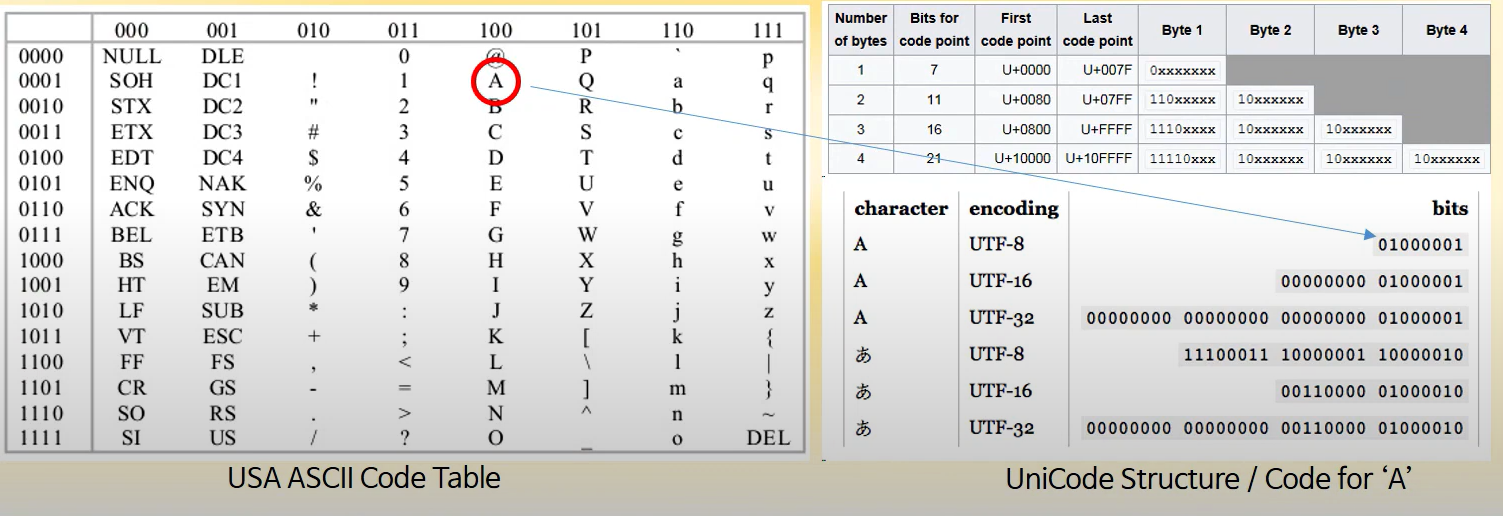 000 001 010 011 100 101 110 111
0000 NULL DLE 0 @ P ` p
0001 SOH DC1 ! 1 A Q a q
0010 STX DC2 " 2 B R b r
0011 ETX DC3 # 3 C S c s
0100 EDT DC4 $ 4 D T d t
0101 ENQ NAK % 5 E U e u
0110 ACK SYN & 6 F V f v
0111 BEL ETB ' 7 G W g w
1000 BS CAN ( 8 H X h x
1001 HT EM ) 9 I Y i y
1010 LF SUB * : J Z j z
1011 VT ESC + ; K [ k {
1100 FF FS , < L \ l |
1101 CR GS - = M ] m }
1110 SO RS . > N ^ n ~
1111 SI US / ? O _ o DEL
USA ASCII Code Table
Number of bytes Bits for code point First code point Last code point Byte 1 Byte 2 Byte 3 Byte 4
1 7 U+0000 U+007F 0xxxxxxx
2 11 U+0080 U+07FF 110xxxxx 10xxxxxx
3 16 U+0800 U+FFFF 1110xxxx 10xxxxxx 10xxxxxx
4 21 U+10000 U+10FFFF 11110xxx 10xxxxxx 10xxxxxx 10xxxxxx
character encoding bits
A UTF-8 01000001
A UTF-16 00000000 01000001
A UTF-32 00000000 00000000 00000000 01000001
あ UTF-8 11100011 10000001 10000010
あ UTF-16 00110000 01000010
あ UTF-32 00000000 00000000 00110000 01000010
UniCode Structure / Code for ‘A’